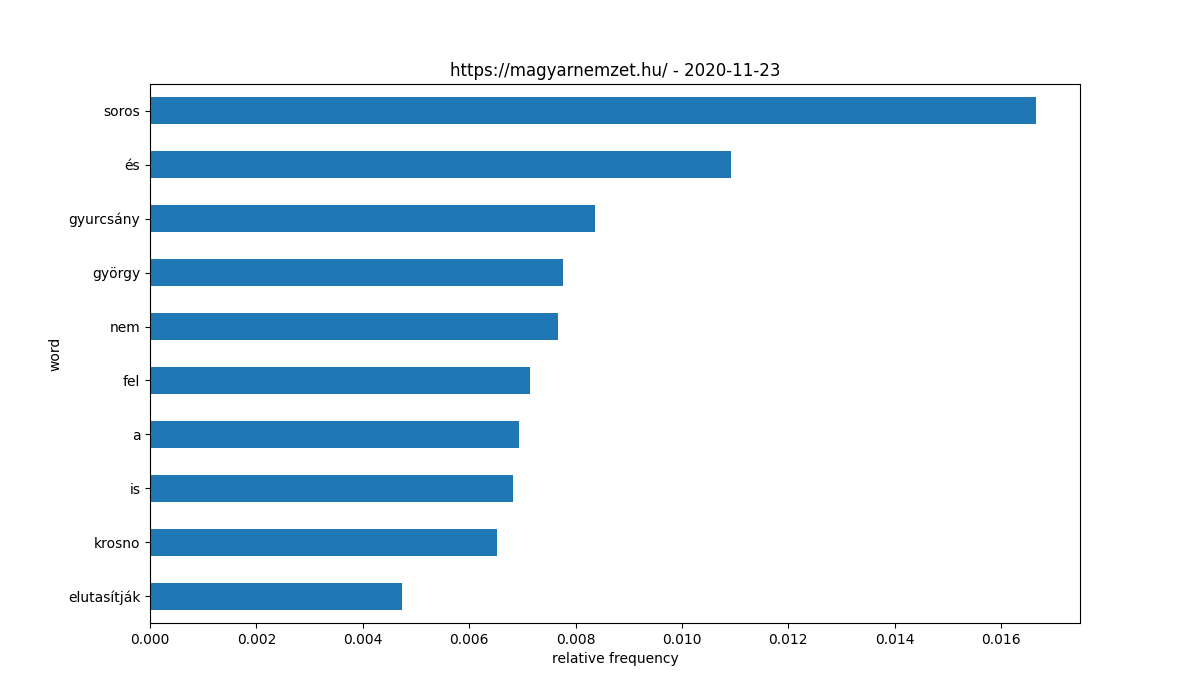 https://magyarnemzet.hu/ - 2020-11-23
soros
és
gyurcsány
györgy
nem
fel
a
is
krosno
elutasítják
word
0.000 0.002 0.004 0.006 0.008 0.010 0.012 0.014 0.016
relative frequency